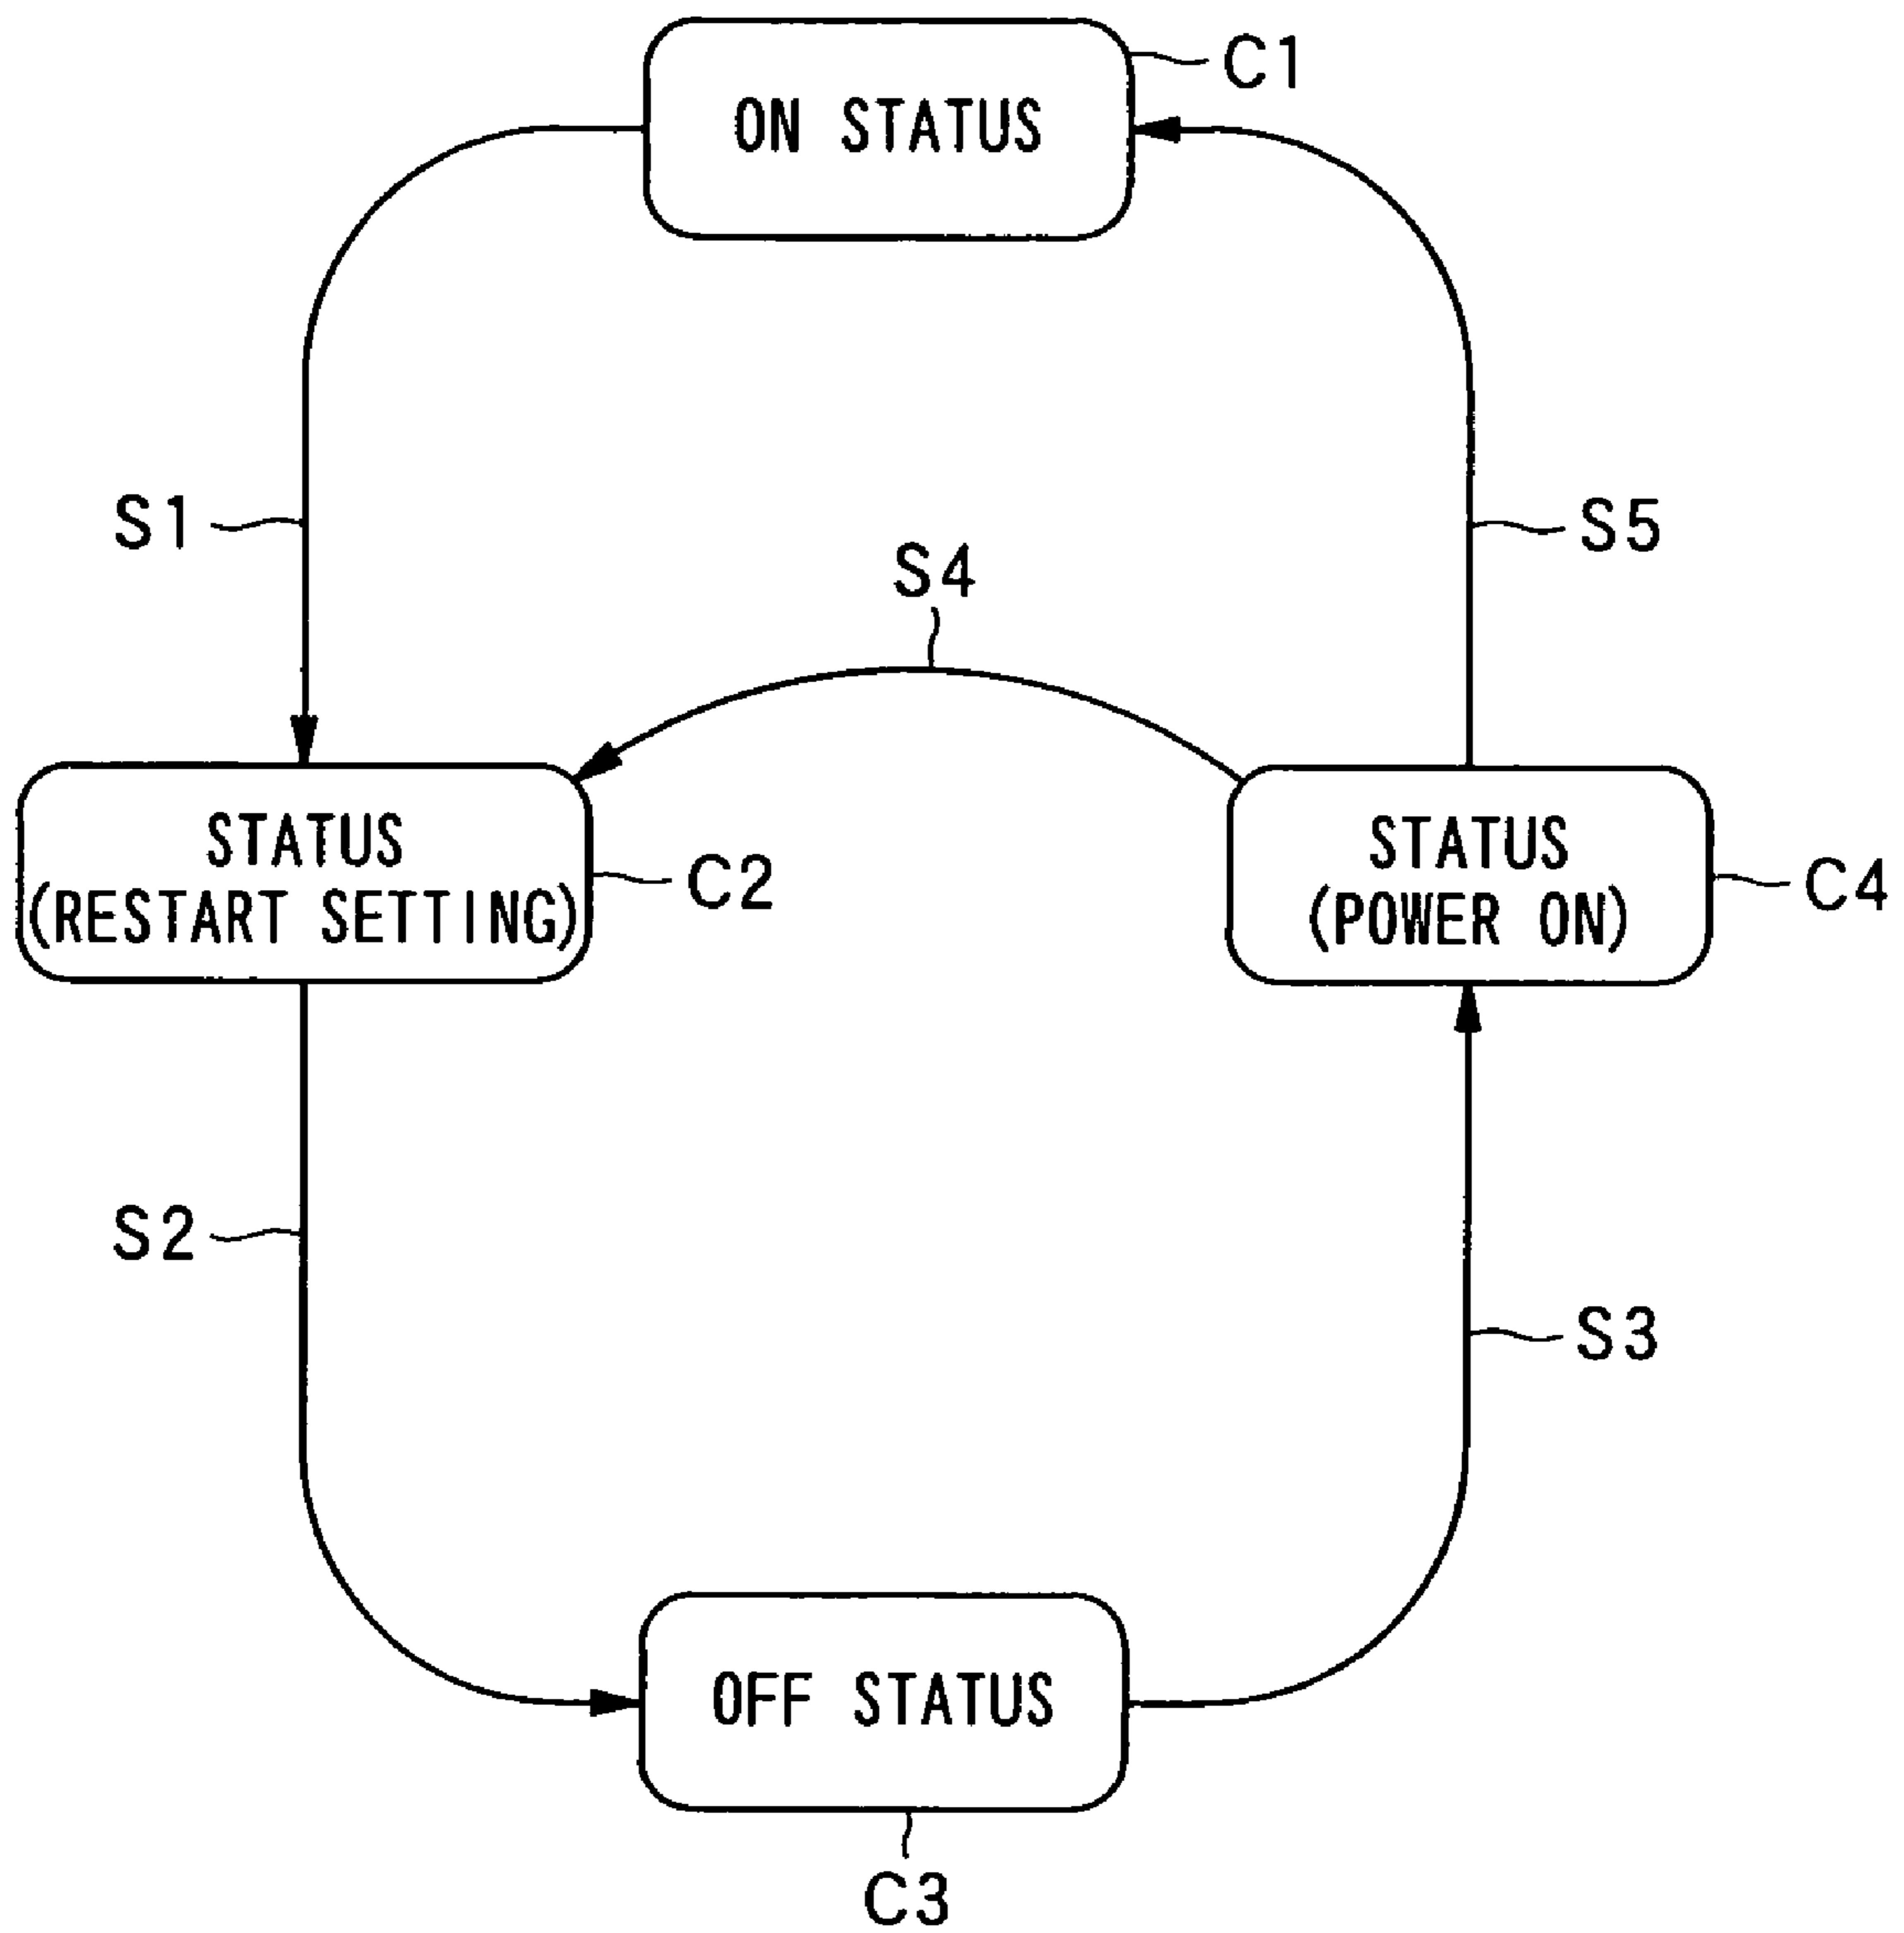 C1
ON STATUS
S1
S5
S4
STATUS
(RESTART SETTING)
C2
STATUS
(POWER ON)
C4
S2
S3
OFF STATUS
C3